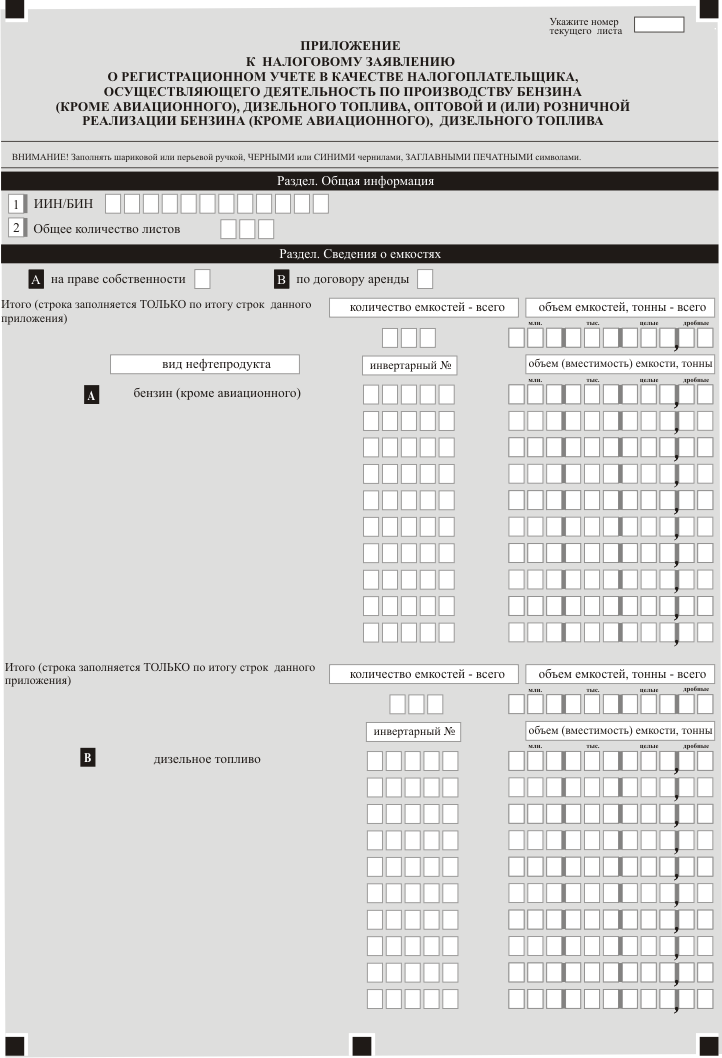 Укажите номер
текущего листа
ПРИЛОЖЕНИЕ
К НАЛОГОВОМУ ЗАЯВЛЕНИЮ
О РЕГИСТРАЦИОННОМ УЧЕТЕ В КАЧЕСТВЕ НАЛОГОПЛАТЕЛЬЩИКА,
ОСУЩЕСТВЛЯЮЩЕГО ДЕЯТЕЛЬНОСТЬ ПО ПРОИЗВОДСТВУ БЕНЗИНА
(КРОМЕ АВИАЦИОННОГО), ДИЗЕЛЬНОГО ТОПЛИВА, ОПТОВОЙ И (ИЛИ) РОЗНИЧНОЙ
РЕАЛИЗАЦИИ БЕНЗИНА (КРОМЕ АВИАЦИОННОГО), ДИЗЕЛЬНОГО ТОПЛИВА
ВНИМАНИЕ! Заполнять шариковой или перьевой ручкой, ЧЕРНЫМИ или СИНИМИ чернилами, ЗАГЛАВНЫМИ ПЕЧАТНЫМИ символами.
Раздел. Общая информация
1 ИИН/БИН
2 Общее количество листов
Раздел. Сведения о емкостях
А на праве собственности В по договору аренды
Итого (строка заполняется ТОЛЬКО по итогу строк данного
приложения)
количество емкостей - всего объем емкостей, тонны - всего
млн. тыс. целые дробные
,
вид нефтепродукта инвертарный № объем (вместимость) емкости, тонны
млн. тыс. целые дробные
А бензин (кроме авиационного) ,
,
,
,
,
,
,
,
,
,
Итого (строка заполняется ТОЛЬКО по итогу строк данного
приложения)
количество емкостей - всего объем емкостей, тонны - всего
млн. тыс. целые дробные
инвертарный № объем (вместимость) емкости, тонны
млн. тыс. целые дробные
В дизельное топливо ,
,
,
,
,
,
,
,
,
,